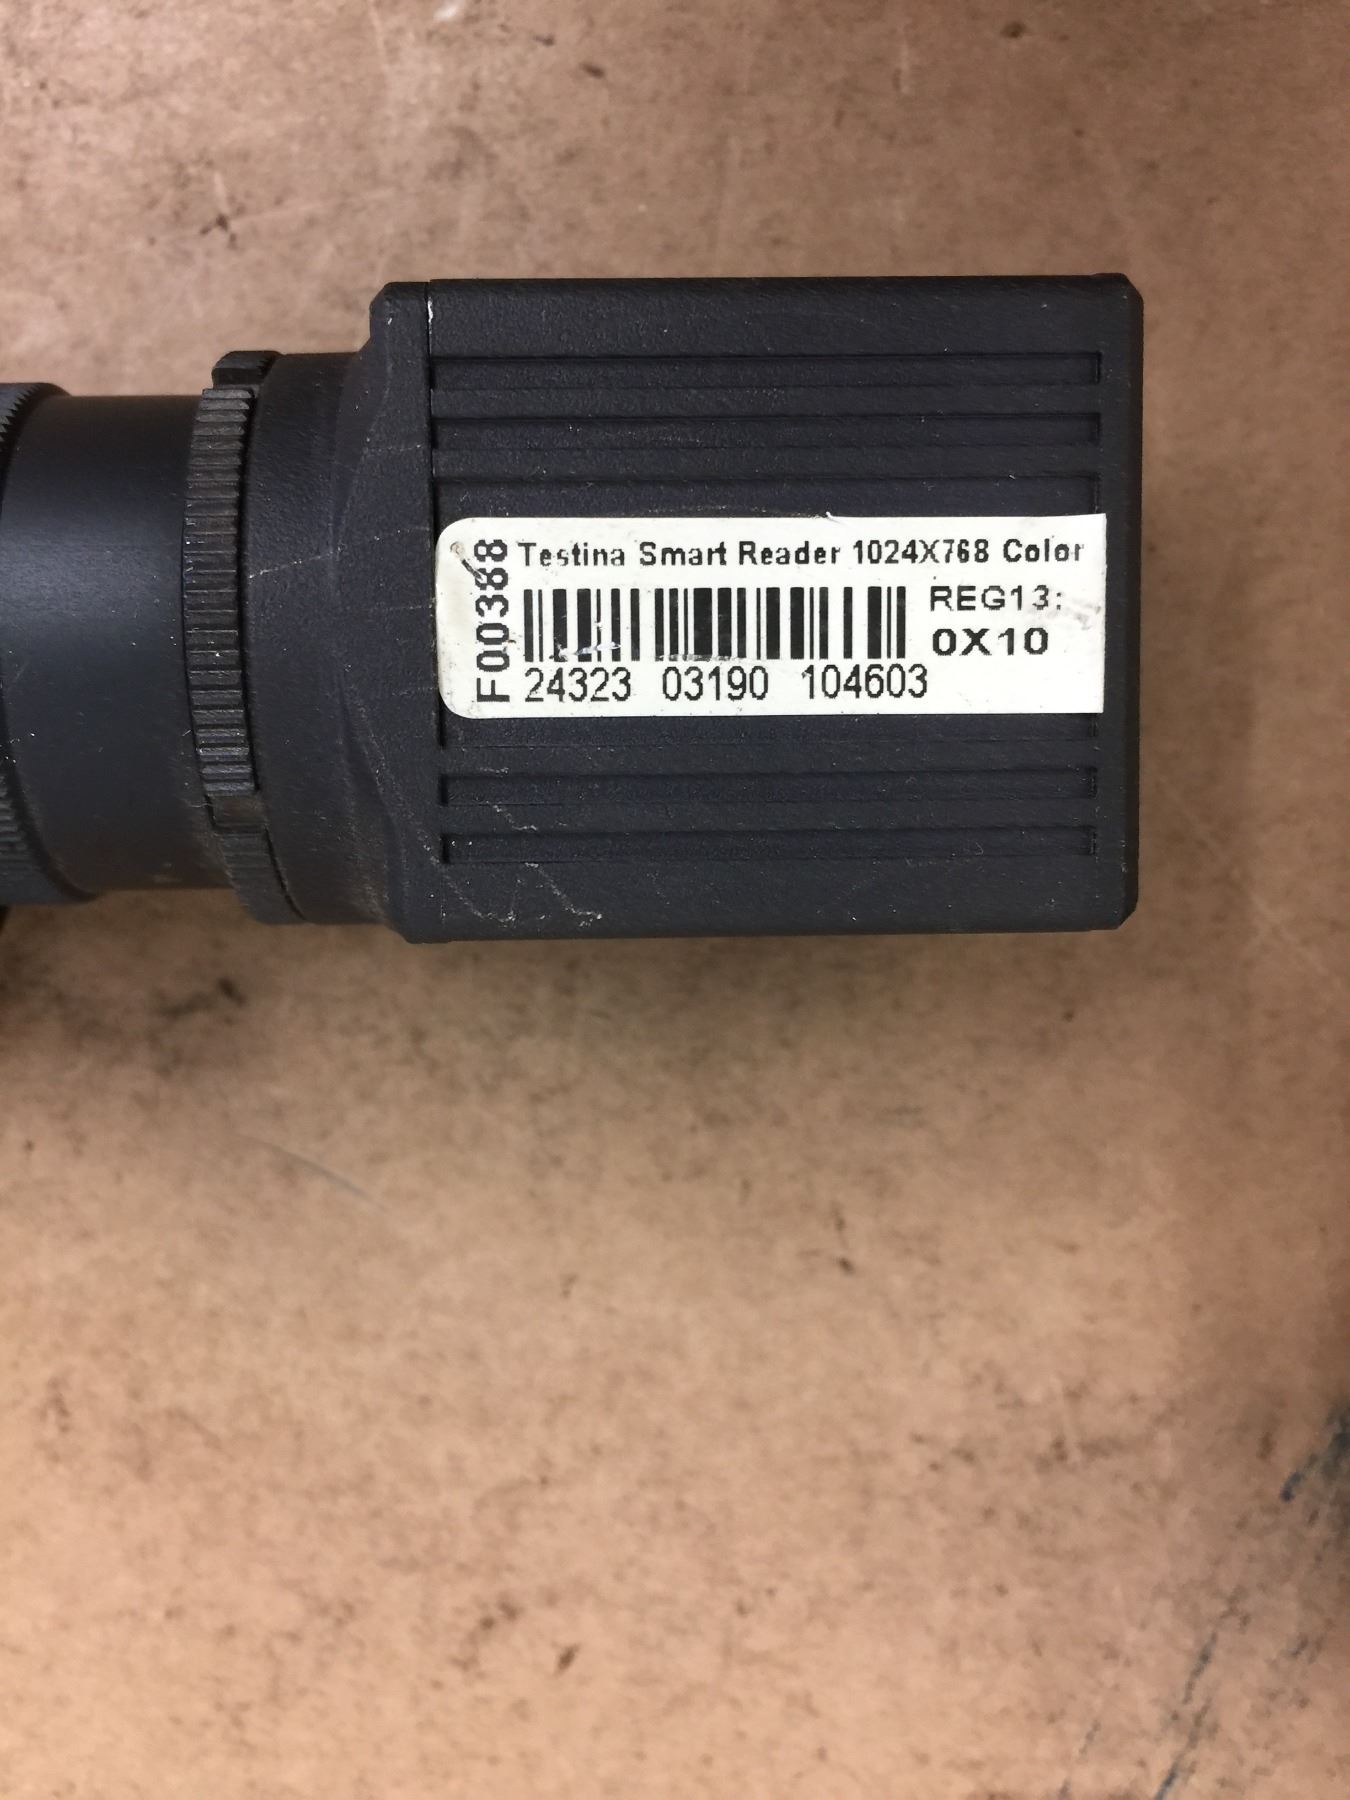 F00388
Testina Smart Reader 1024X768 Color
REG13:
0X10
24323 03190 104603